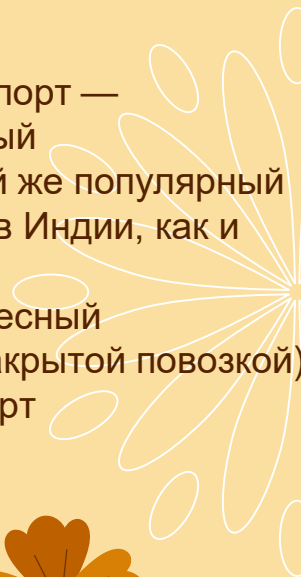 порт —
ый
й же популярный
в Индии, как и
есный
акрытой повозкой)
рт